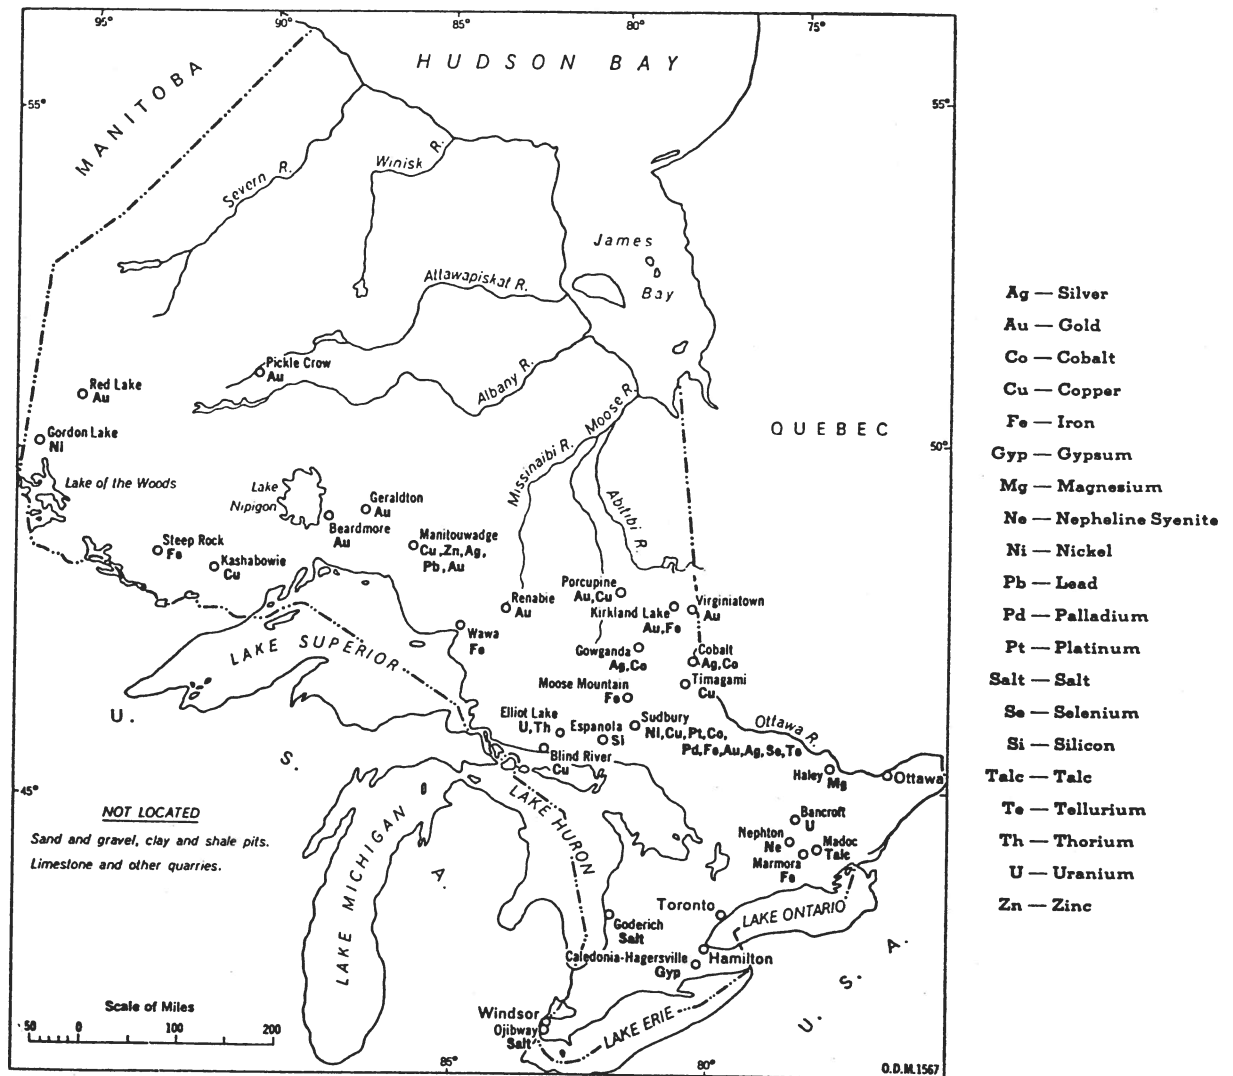 95°
90°
85°
80°
75°
HUDSON BAY
MANITOBA
55°
55°
Severn R.
Winisk R.
James
Bay
Attawapiskat R.
Pickle Crow
Au
Red Lake
Au
Albany R.
Moose R.
QUEBEC
Gordon Lake
Ni
50°
Missinaibi R.
Abitibi R.
Lake of the Woods
Lake
Nipigon
Geraldton
Au
Beardmore
Au
Manitouwadge
Cu,Zn,Ag,
Pb,Au
Steep Rock
Fe
Kashabowie
Cu
Porcupine
Au,Cu
Renabie
Au
Kirkland Lake
Au,Fe
Virginiatown
Au
Wawa
Fe
Gowganda
Ag,Co
Cobalt
Ag,Co
LAKE SUPERIOR
Moose Mountain
Fe
Timagami
Cu
Elliot Lake
U,Th
Espanola
Si
Sudbury
Ni,Cu,Pt,Co,
Pd,Fe,Au,Ag,Se,Te
Ottawa R.
Blind River
Cu
Haley
Mg
Ottawa
U. S. A.
45°
LAKE HURON
LAKE MICHIGAN
NOT LOCATED
Sand and gravel, clay and shale pits.
Limestone and other quarries.
Bancroft
U
Nephton
Ne
Madoc
Talc
Marmora
Fe
Toronto
LAKE ONTARIO
Goderich
Salt
Caledonia-Hagersville
Gyp
Hamilton
U. S. A.
Windsor
Ojibway
Salt
LAKE ERIE
Scale of Miles
50 0 100 200
85°
80°
O.D.M.1567
Ag — Silver
Au — Gold
Co — Cobalt
Cu — Copper
Fe — Iron
Gyp — Gypsum
Mg — Magnesium
Ne — Nepheline Syenite
Ni — Nickel
Pb — Lead
Pd — Palladium
Pt — Platinum
Salt — Salt
Se — Selenium
Si — Silicon
Talc — Talc
Te — Tellurium
Th — Thorium
U — Uranium
Zn — Zinc